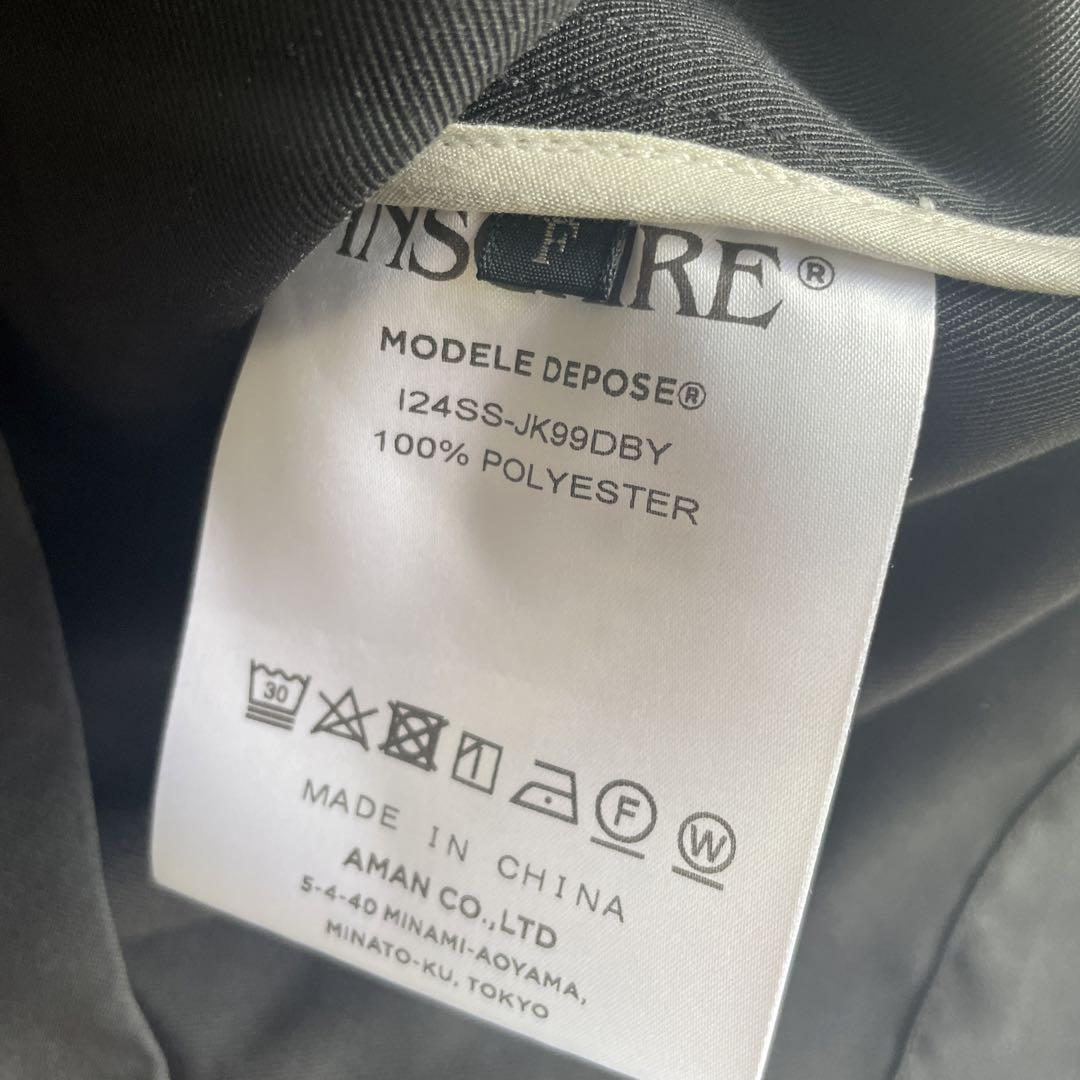 F
MODELE DEPOSE®
I24SS-JK99DBY
100% POLYESTER
30
F
W
MADE IN CHINA
AMAN CO.,LTD
5-4-40 MINAMI-AOYAMA,
MINATO-KU, TOKYO